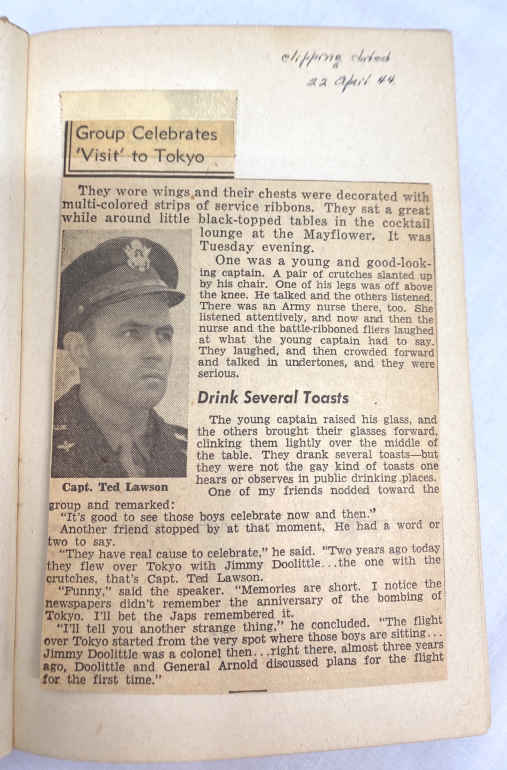 clipping dated
22 April 44.
Group Celebrates
'Visit' to Tokyo
They wore wings and their chests were decorated with
multi-colored strips of service ribbons. They sat a great
while around little black-topped tables in the cocktail
lounge at the Mayflower. It was
Tuesday evening.
One was a young and good-look-
ing captain. A pair of crutches slanted up
by his chair. One of his legs was off above
the knee. He talked and the others listened.
There was an Army nurse there, too. She
listened attentively, and now and then the
nurse and the battle-ribboned fliers laughed
at what the young captain had to say.
They laughed, and then crowded forward
and talked in undertones, and they were
serious.
Drink Several Toasts
The young captain raised his glass, and
the others brought their glasses forward,
clinking them lightly over the middle of
the table. They drank several toasts—but
they were not the gay kind of toasts one
hears or observes in public drinking places.
One of my friends nodded toward the
Capt. Ted Lawson
group and remarked:
"It's good to see those boys celebrate now and then."
Another friend stopped by at that moment. He had a word or
two to say.
"They have real cause to celebrate," he said. "Two years ago today
they flew over Tokyo with Jimmy Doolittle...the one with the
crutches, that's Capt. Ted Lawson.
"Funny," said the speaker. "Memories are short. I notice the
newspapers didn't remember the anniversary of the bombing of
Tokyo. I'll bet the Japs remembered it.
"I'll tell you another strange thing," he concluded. "The flight
over Tokyo started from the very spot where those boys are sitting...
Jimmy Doolittle was a colonel then...right there, almost three years
ago, Doolittle and General Arnold discussed plans for the flight
for the first time."